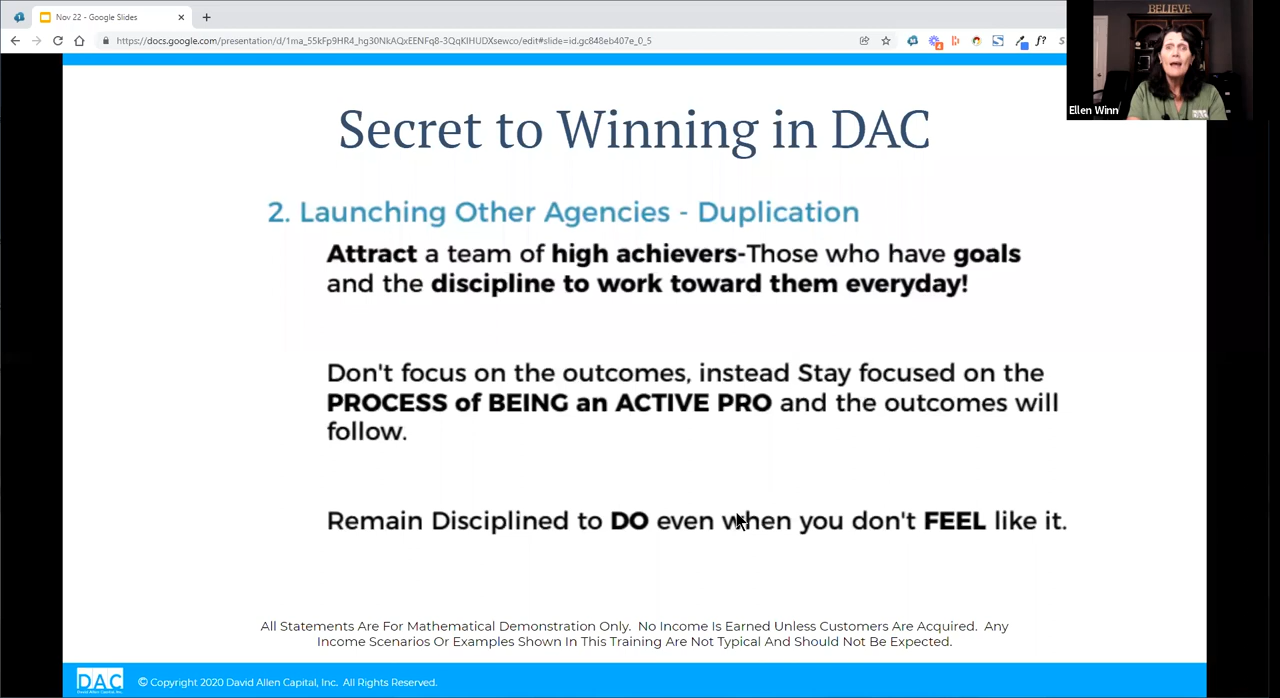 Nov 22 - Google Slides
https://docs.google.com/presentation/d/1ma_55kFp9HR4_hg30NkAQxEENFq8-3QqKlHUDXsewco/edit#slide=id.gc848eb407e_0_5
BELIEVE
Ellen Winn
Secret to Winning in DAC
2. Launching Other Agencies - Duplication
Attract a team of high achievers-Those who have goals
and the discipline to work toward them everyday!
Don't focus on the outcomes, instead Stay focused on the
PROCESS of BEING an ACTIVE PRO and the outcomes will
follow.
Remain Disciplined to DO even when you don't FEEL like it.
All Statements Are For Mathematical Demonstration Only. No Income Is Earned Unless Customers Are Acquired. Any
Income Scenarios Or Examples Shown In This Training Are Not Typical And Should Not Be Expected.
DAC
David Allen Capital, Inc.
© Copyright 2020 David Allen Capital, Inc. All Rights Reserved.